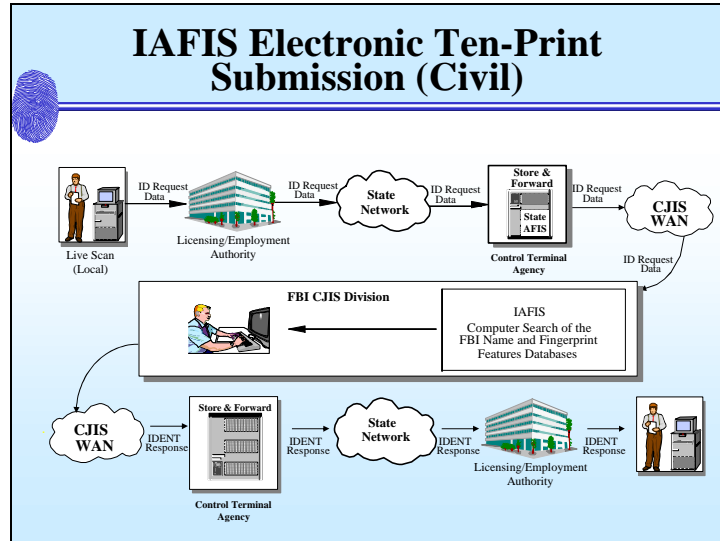 IAFIS Electronic Ten-Print
Submission (Civil)
ID Request
Data
ID Request
Data
State
Network
ID Request
Data
Store &
Forward
State
AFIS
ID Request
Data
CJIS
WAN
Live Scan
(Local)
Licensing/Employment
Authority
Control Terminal
Agency
ID Request
Data
FBI CJIS Division
IAFIS
Computer Search of the
FBI Name and Fingerprint
Features Databases
CJIS
WAN
IDENT
Response
Store & Forward
Control Terminal
Agency
IDENT
Response
State
Network
IDENT
Response
Licensing/Employment
Authority
IDENT
Response